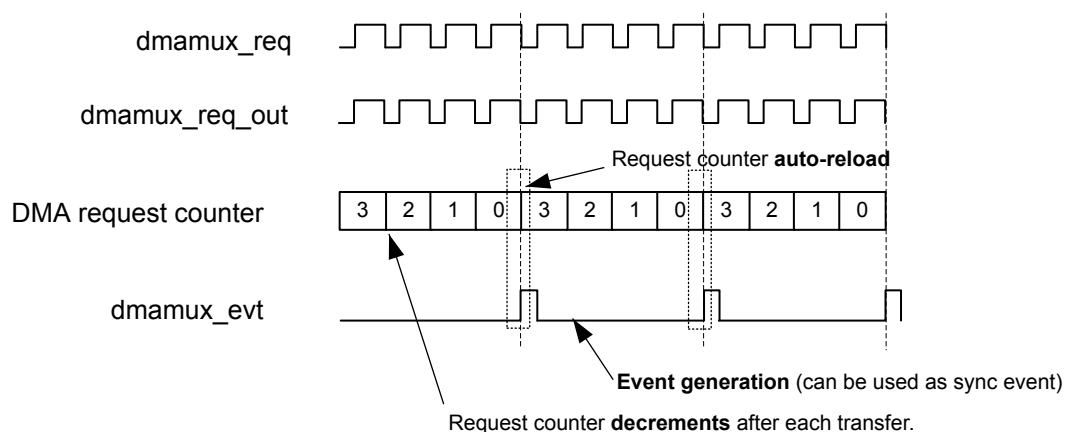 dmamux_req
dmamux_req_out
Request counter auto-reload
DMA request counter
3 2 1 0 3 2 1 0 3 2 1 0
dmamux_evt
Event generation (can be used as sync event)
Request counter decrements after each transfer.